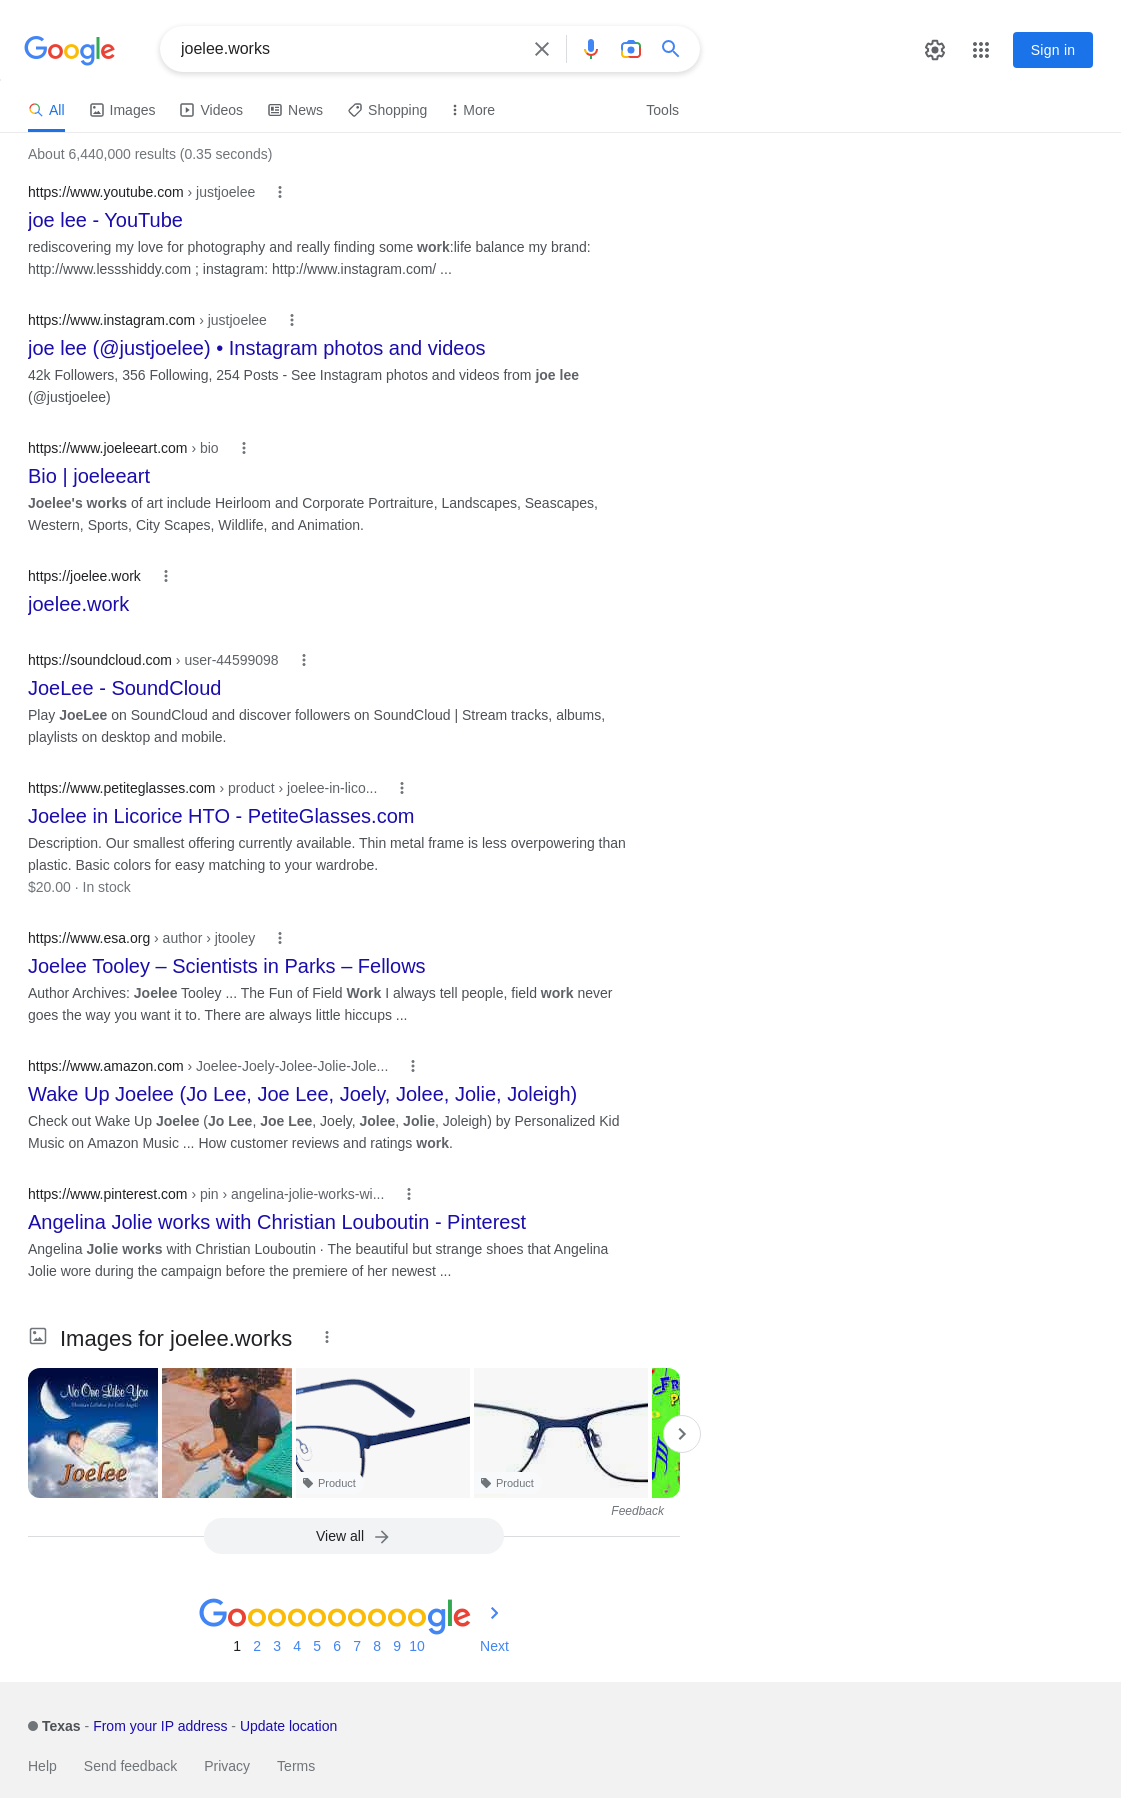 Google
joelee.works
Sign in
All Images Videos News Shopping More Tools
About 6,440,000 results (0.35 seconds)
https://www.youtube.com › justjoelee
joe lee - YouTube
rediscovering my love for photography and really finding some work:life balance my brand:
http://www.lessshiddy.com ; instagram: http://www.instagram.com/ ...
https://www.instagram.com › justjoelee
joe lee (@justjoelee) • Instagram photos and videos
42k Followers, 356 Following, 254 Posts - See Instagram photos and videos from joe lee
(@justjoelee)
https://www.joeleeart.com › bio
Bio | joeleeart
Joelee's works of art include Heirloom and Corporate Portraiture, Landscapes, Seascapes,
Western, Sports, City Scapes, Wildlife, and Animation.
https://joelee.work
joelee.work
https://soundcloud.com › user-44599098
JoeLee - SoundCloud
Play JoeLee on SoundCloud and discover followers on SoundCloud | Stream tracks, albums,
playlists on desktop and mobile.
https://www.petiteglasses.com › product › joelee-in-lico...
Joelee in Licorice HTO - PetiteGlasses.com
Description. Our smallest offering currently available. Thin metal frame is less overpowering than
plastic. Basic colors for easy matching to your wardrobe.
$20.00 · In stock
https://www.esa.org › author › jtooley
Joelee Tooley – Scientists in Parks – Fellows
Author Archives: Joelee Tooley ... The Fun of Field Work I always tell people, field work never
goes the way you want it to. There are always little hiccups ...
https://www.amazon.com › Joelee-Joely-Jolee-Jolie-Jole...
Wake Up Joelee (Jo Lee, Joe Lee, Joely, Jolee, Jolie, Joleigh)
Check out Wake Up Joelee (Jo Lee, Joe Lee, Joely, Jolee, Jolie, Joleigh) by Personalized Kid
Music on Amazon Music ... How customer reviews and ratings work.
https://www.pinterest.com › pin › angelina-jolie-works-wi...
Angelina Jolie works with Christian Louboutin - Pinterest
Angelina Jolie works with Christian Louboutin · The beautiful but strange shoes that Angelina
Jolie wore during the campaign before the premiere of her newest ...
Images for joelee.works
No One Like You
Christian Lullabies for Little Angels
Joelee
Product
Product
Feedback
View all
Goooooooooogle
1 2 3 4 5 6 7 8 9 10 Next
Texas - From your IP address - Update location
Help Send feedback Privacy Terms